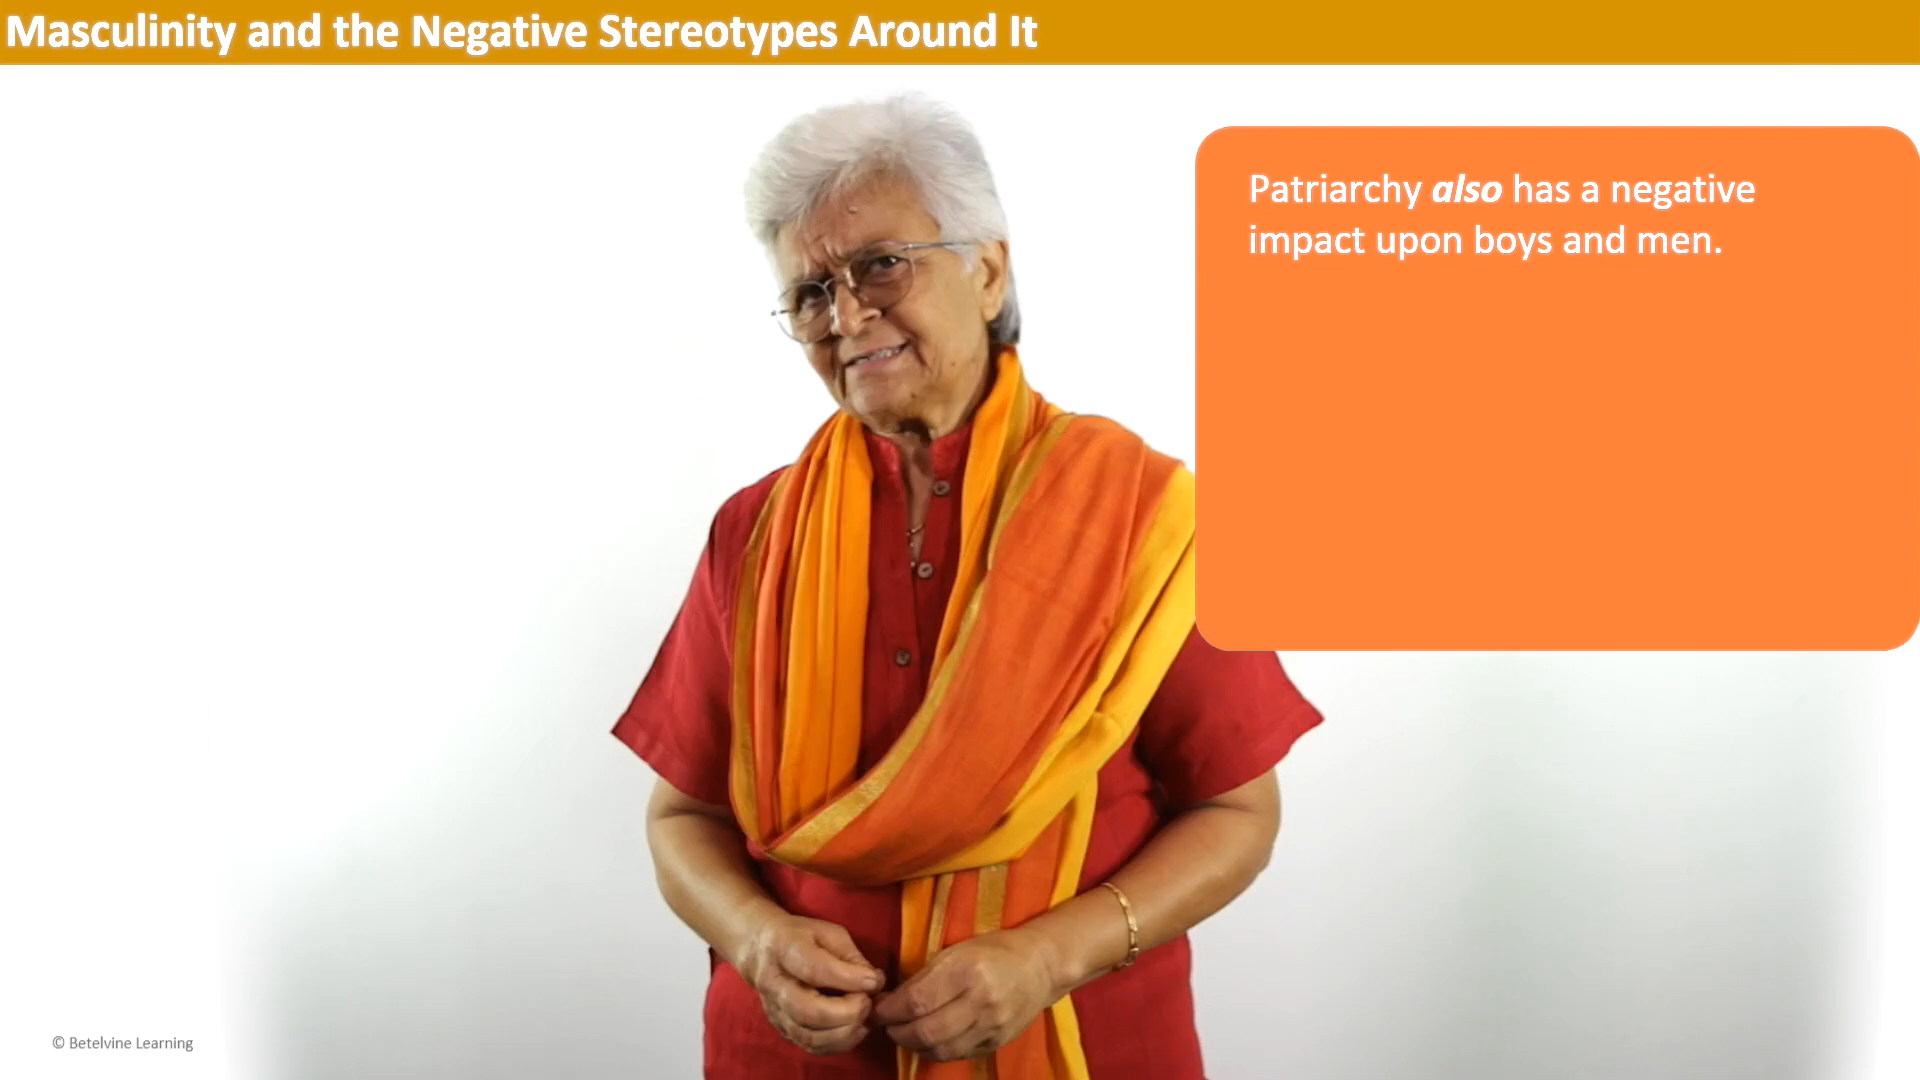 Masculinity and the Negative Stereotypes Around It
Patriarchy also has a negative
impact upon boys and men.
© Betelvine Learning